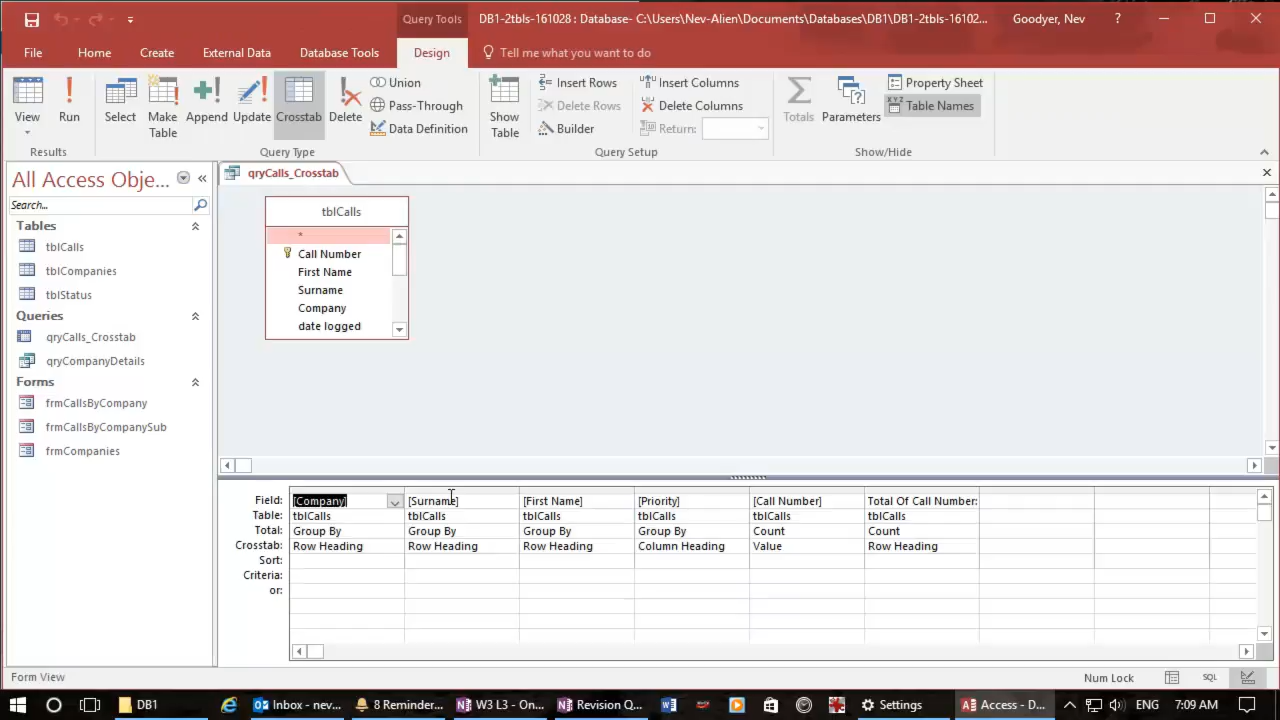 Query Tools
DB1-2tbls-161028 : Database- C:\Users\Nev-Alien\Documents\Databases\DB1\DB1-2tbls-16102...
Goodyer, Nev
?
File Home Create External Data Database Tools Design Tell me what you want to do
View
Run
Results
Select
Make Table
Append
Update
Crosstab
Delete
Union
Pass-Through
Data Definition
Query Type
Show Table
Insert Rows
Delete Rows
Builder
Insert Columns
Delete Columns
Return:
Query Setup
Totals
Parameters
Property Sheet
Table Names
Show/Hide
All Access Obje...
Search...
Tables
tblCalls
tblCompanies
tblStatus
Queries
qryCalls_Crosstab
qryCompanyDetails
Forms
frmCallsByCompany
frmCallsByCompanySub
frmCompanies
qryCalls_Crosstab
tblCalls
*
Call Number
First Name
Surname
Company
date logged
Field: [Company] [Surname] [First Name] [Priority] [Call Number] Total Of Call Number:
Table: tblCalls tblCalls tblCalls tblCalls tblCalls tblCalls
Total: Group By Group By Group By Group By Count Count
Crosstab: Row Heading Row Heading Row Heading Column Heading Value Row Heading
Sort:
Criteria:
or:
Form View
Num Lock
SQL
DB1
Inbox - nev...
8 Reminder...
W3 L3 - On...
Revision Q...
Settings
Access - D...
ENG
7:09 AM